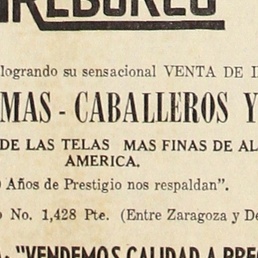 logrando su sensacional VENTA DE
MAS - CABALLEROS Y
DE LAS TELAS MAS FINAS DE
AMERICA.
Años de Prestigio nos respaldan".
No. 1,428 Pte. (Entre Zaragoza y
"VENDEMOS CALIDAD A